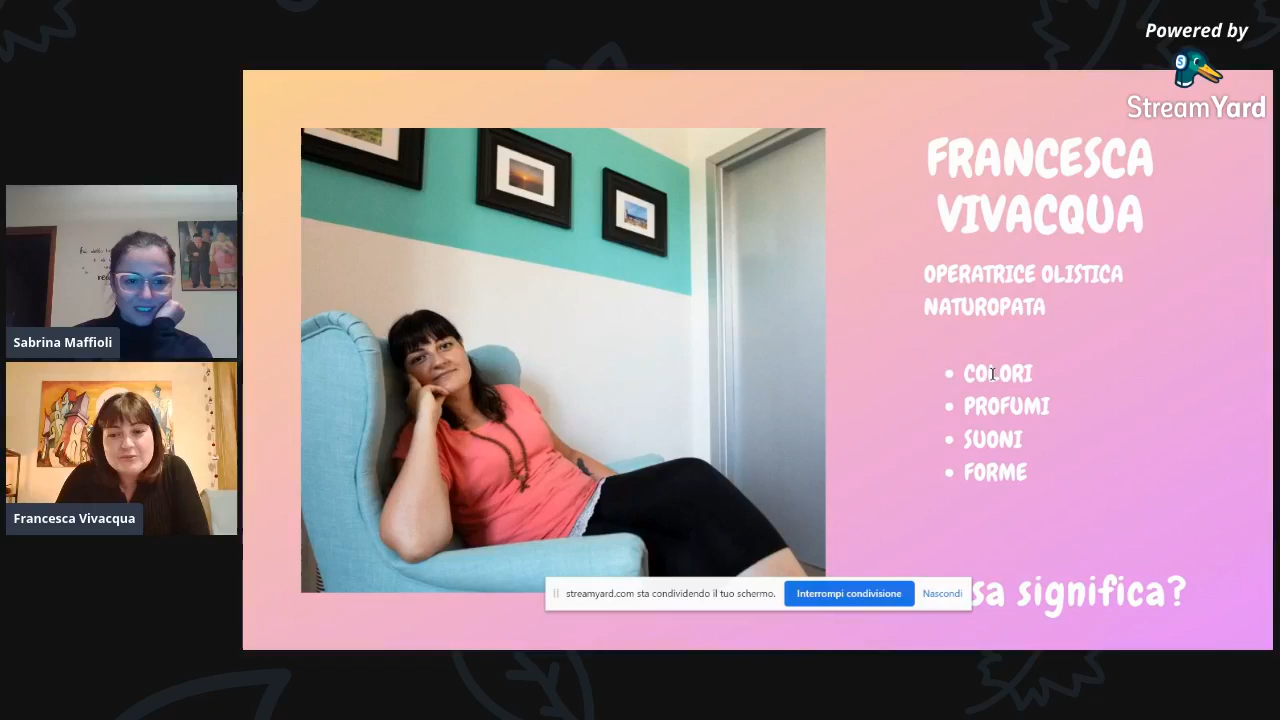 Powered by
StreamYard
FRANCESCA
VIVACQUA
OPERATRICE OLISTICA
NATUROPATA
• COLORI
• PROFUMI
• SUONI
• FORME
sa significa?
streamyard.com sta condividendo il tuo schermo.
Interrompi condivisione
Nascondi
Sabrina Maffioli
Francesca Vivacqua